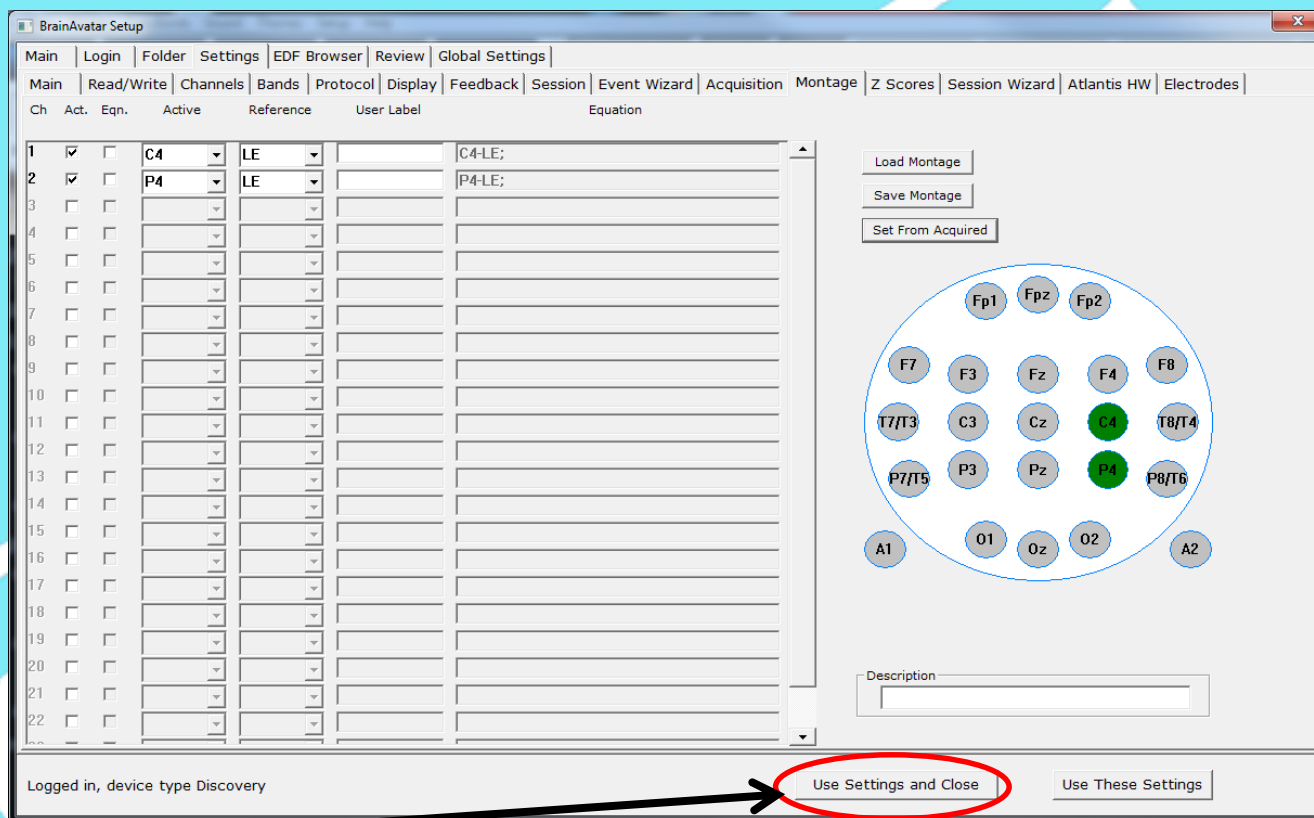 BrainAvatar Setup
Main Login Folder Settings EDF Browser Review Global Settings
Main Read/Write Channels Bands Protocol Display Feedback Session Event Wizard Acquisition Montage Z Scores Session Wizard Atlantis HW Electrodes
Ch Act. Eqn. Active Reference User Label Equation
1 C4 LE C4-LE;
2 P4 LE P4-LE;
3
4
5
6
7
8
9
10
11
12
13
14
15
16
17
18
19
20
21
22
Load Montage
Save Montage
Set From Acquired
Fp1 Fpz Fp2
F7 F3 Fz F4 F8
T7/T3 C3 Cz C4 T8/T4
P7/T5 P3 Pz P4 P8/T6
A1 O1 Oz O2 A2
Description
Logged in, device type Discovery
Use Settings and Close Use These Settings